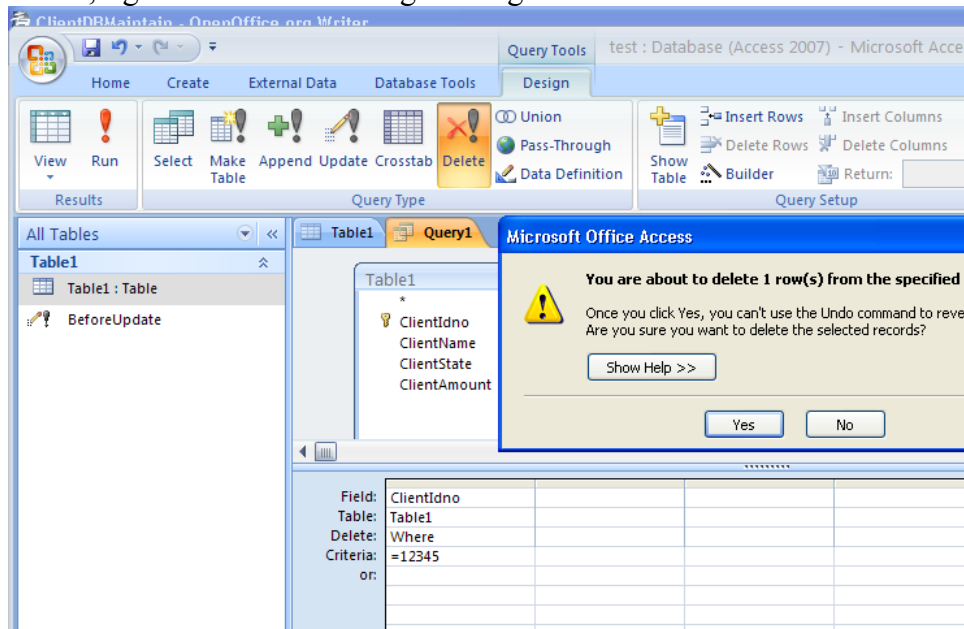 ClientDBMaintain - OpenOffice.org Writer
Query Tools test : Database (Access 2007) - Microsoft Acce
Home Create External Data Database Tools Design
View Run Select Make Table Append Update Crosstab Delete
Union
Pass-Through
Data Definition
Show Table
Insert Rows
Delete Rows
Builder
Insert Columns
Delete Columns
Return:
Results Query Type Query Setup
All Tables
Table1
Table1 : Table
BeforeUpdate
Table1 Query1
Table1
*
ClientIdno
ClientName
ClientState
ClientAmount
Microsoft Office Access
You are about to delete 1 row(s) from the specified
Once you click Yes, you can't use the Undo command to reve
Are you sure you want to delete the selected records?
Show Help >>
Yes No
Field: ClientIdno
Table: Table1
Delete: Where
Criteria: =12345
or: